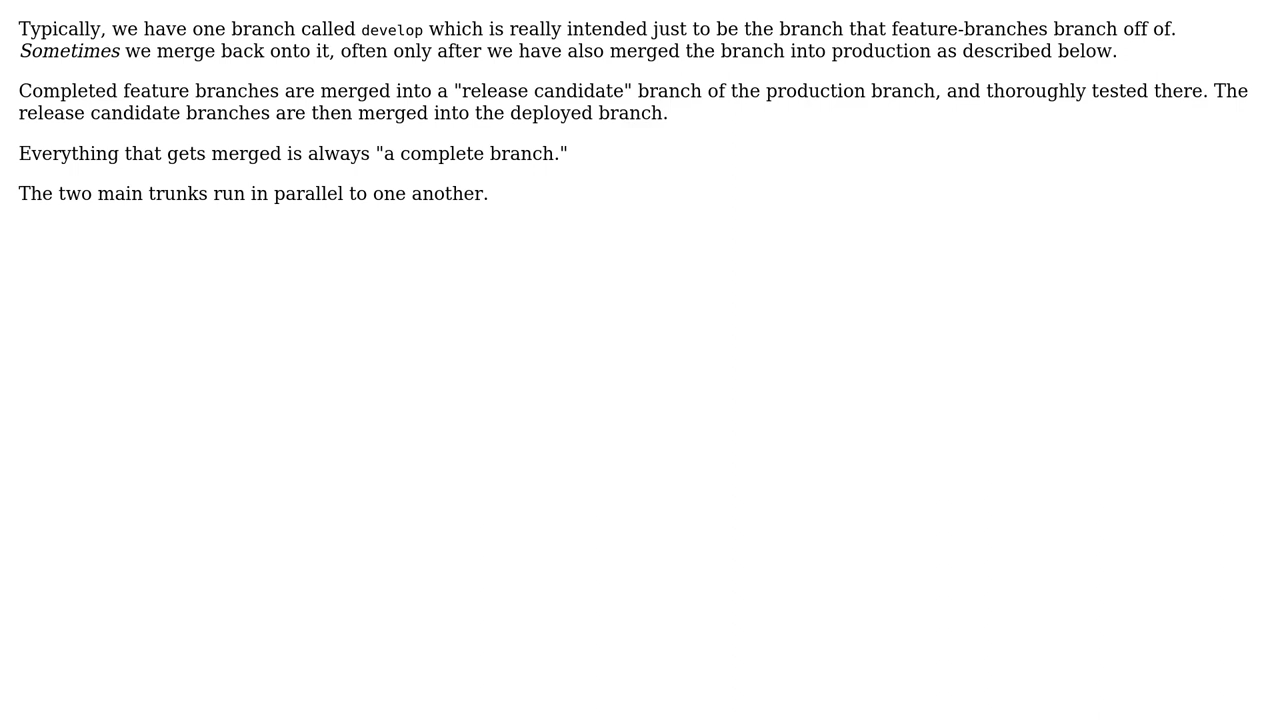 Typically, we have one branch called develop which is really intended just to be the branch that feature-branches branch off of.
Sometimes we merge back onto it, often only after we have also merged the branch into production as described below.
Completed feature branches are merged into a "release candidate" branch of the production branch, and thoroughly tested there. The
release candidate branches are then merged into the deployed branch.
Everything that gets merged is always "a complete branch."
The two main trunks run in parallel to one another.